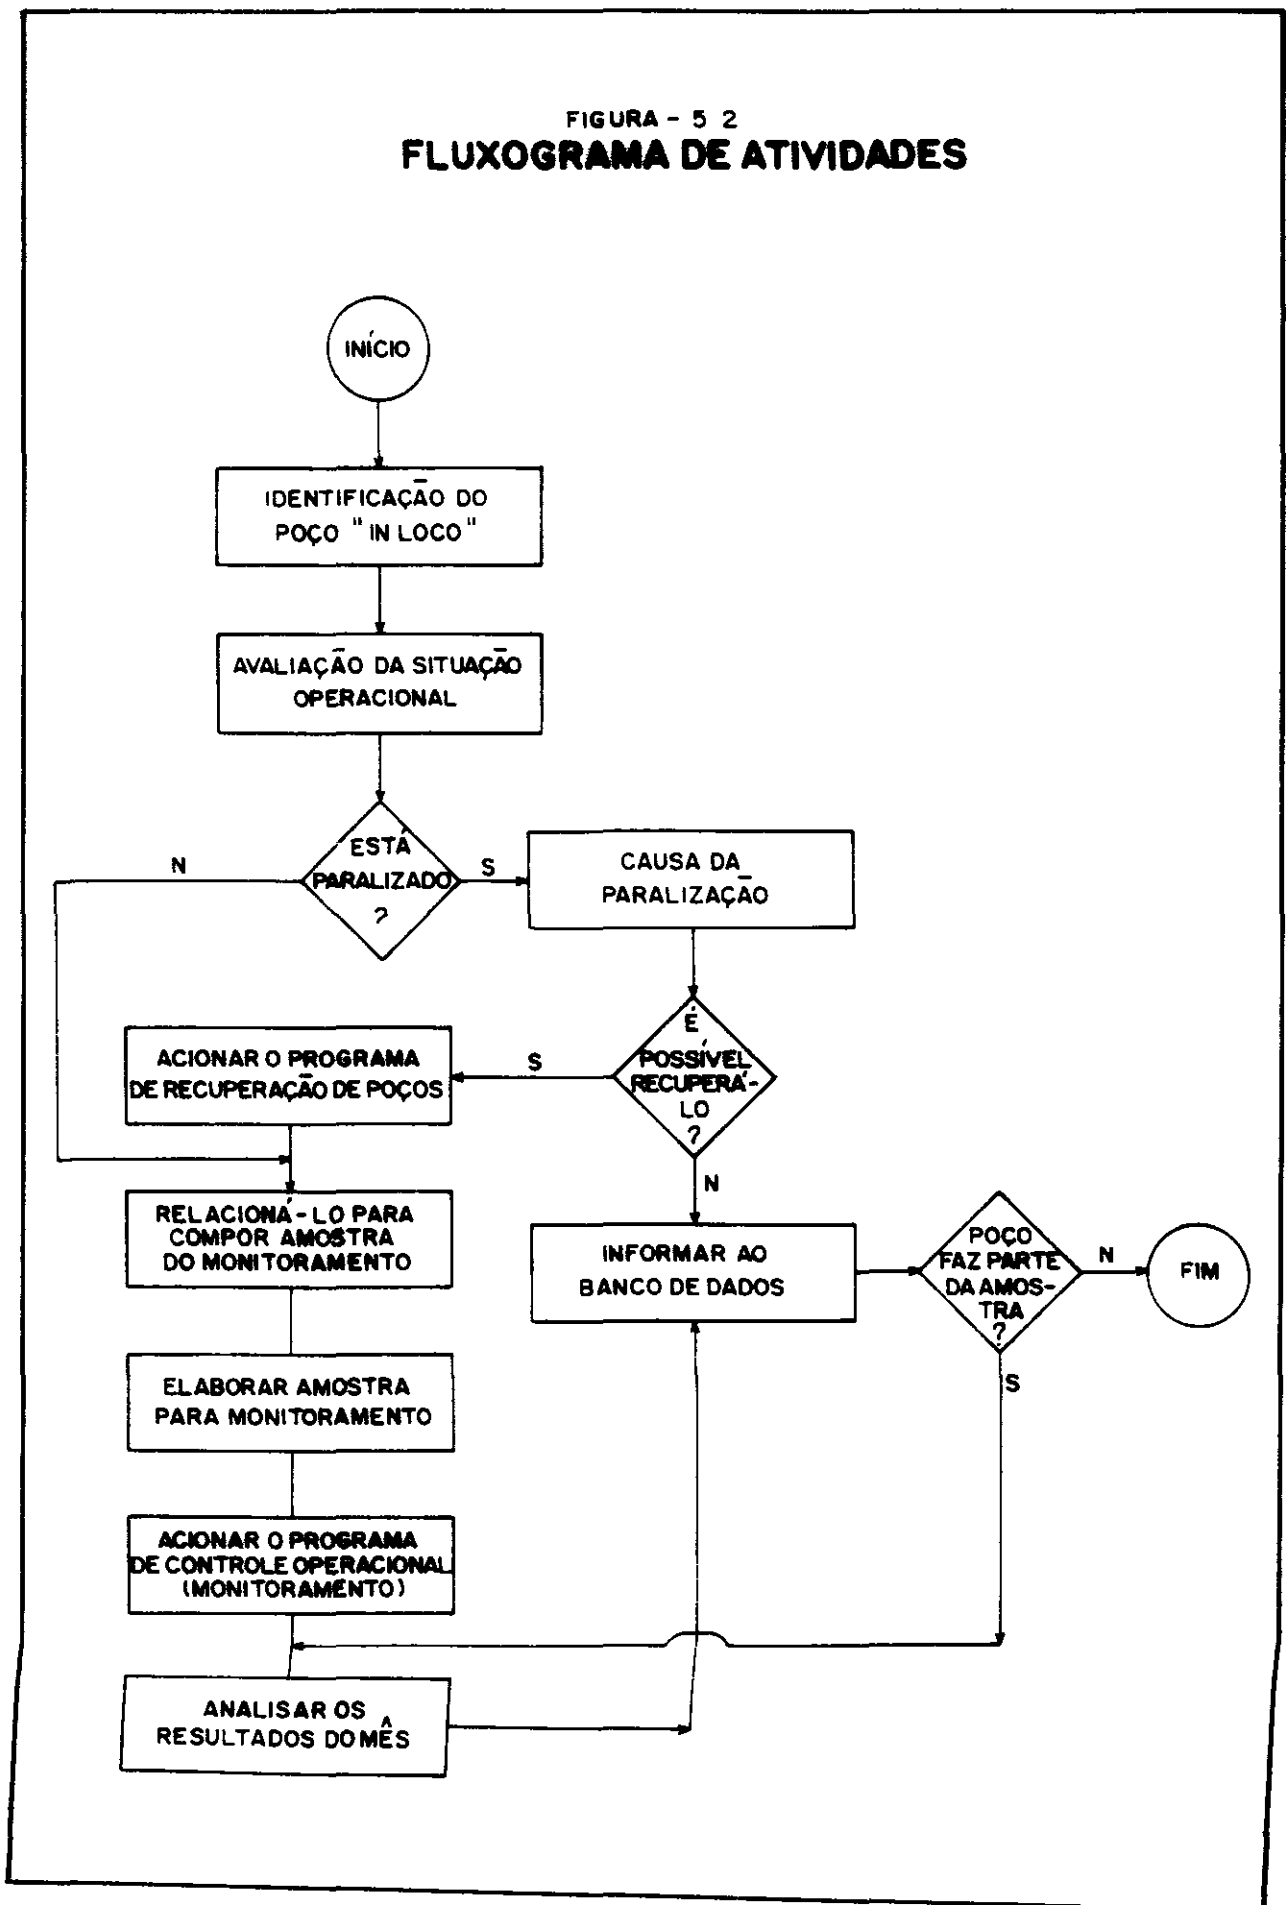 FIGURA - 5 2
FLUXOGRAMA DE ATIVIDADES
INÍCIO
IDENTIFICAÇÃO DO
POÇO "IN LOCO"
AVALIAÇÃO DA SITUAÇÃO
OPERACIONAL
ESTÁ
PARALIZADO
?
N
S
CAUSA DA
PARALIZAÇÃO
É
POSSÍVEL
RECUPERÁ-
LO
?
S
N
ACIONAR O PROGRAMA
DE RECUPERAÇÃO DE POÇOS
RELACIONÁ-LO PARA
COMPOR AMOSTRA
DO MONITORAMENTO
INFORMAR AO
BANCO DE DADOS
POÇO
FAZ PARTE
DA AMOS-
TRA
?
N
FIM
S
ELABORAR AMOSTRA
PARA MONITORAMENTO
ACIONAR O PROGRAMA
DE CONTROLE OPERACIONAL
(MONITORAMENTO)
ANALISAR OS
RESULTADOS DO MÊS